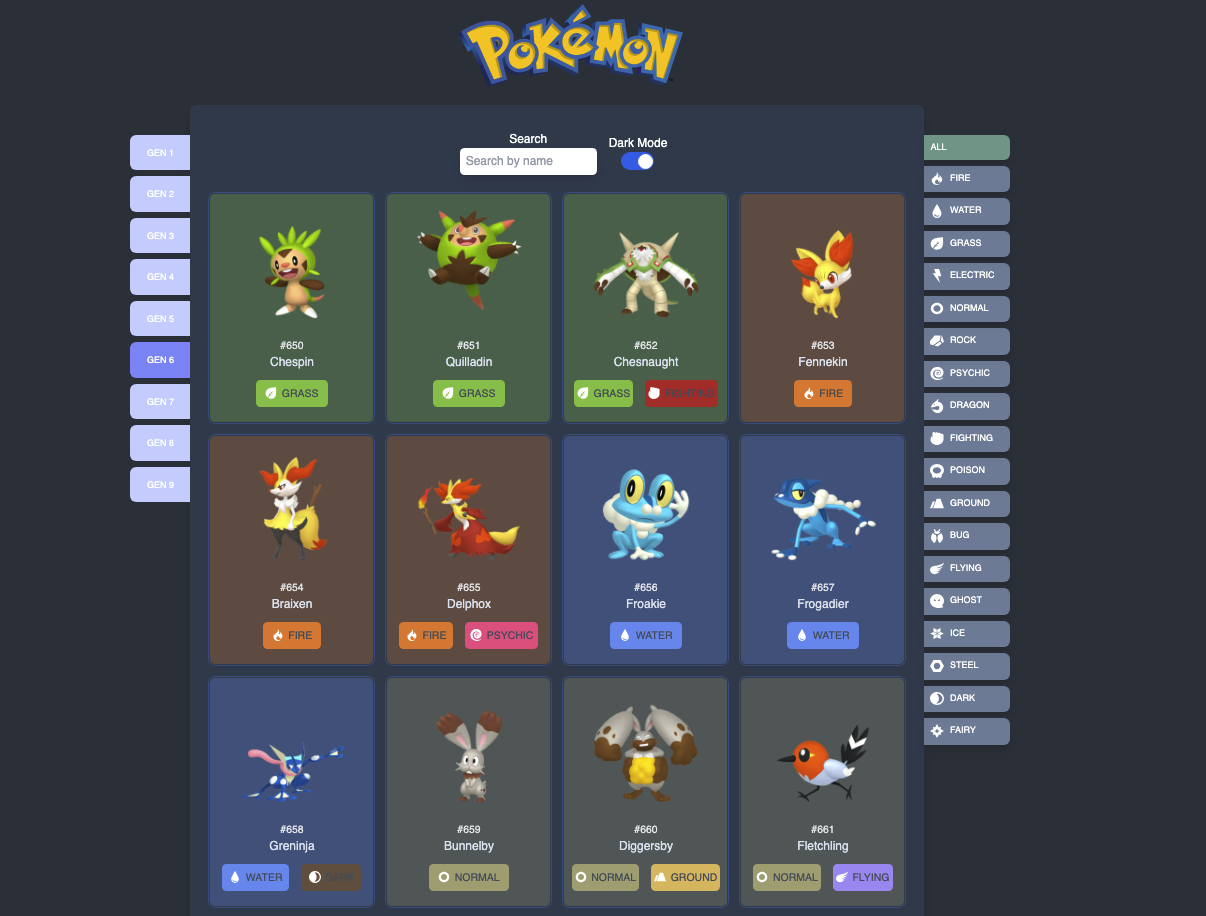 POKéMON
Search
Dark Mode
Search by name
GEN 1
GEN 2
GEN 3
GEN 4
GEN 5
GEN 6
GEN 7
GEN 8
GEN 9
#650
Chespin
GRASS
#651
Quilladin
GRASS
#652
Chesnaught
GRASS FIGHTING
#653
Fennekin
FIRE
#654
Braixen
FIRE
#655
Delphox
FIRE PSYCHIC
#656
Froakie
WATER
#657
Frogadier
WATER
#658
Greninja
WATER DARK
#659
Bunnelby
NORMAL
#660
Diggersby
NORMAL GROUND
#661
Fletchling
NORMAL FLYING
ALL
FIRE
WATER
GRASS
ELECTRIC
NORMAL
ROCK
PSYCHIC
DRAGON
FIGHTING
POISON
GROUND
BUG
FLYING
GHOST
ICE
STEEL
DARK
FAIRY